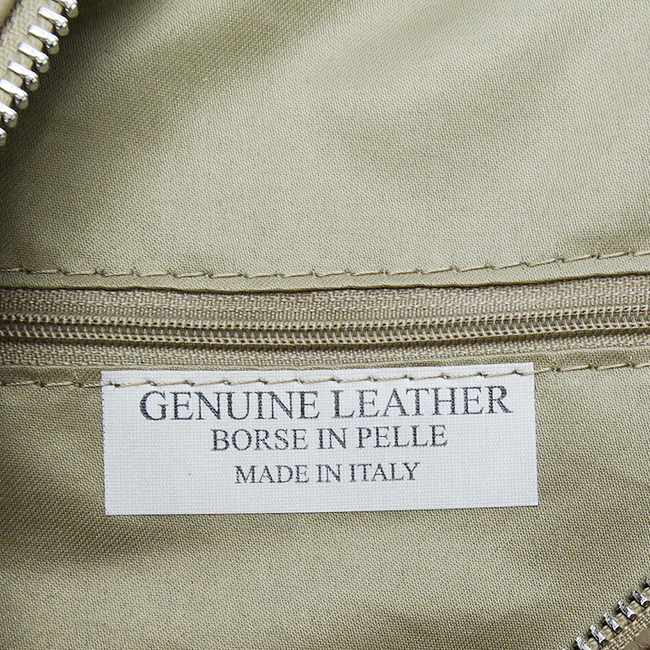 GENUINE LEATHER
BORSE IN PELLE
MADE IN ITALY